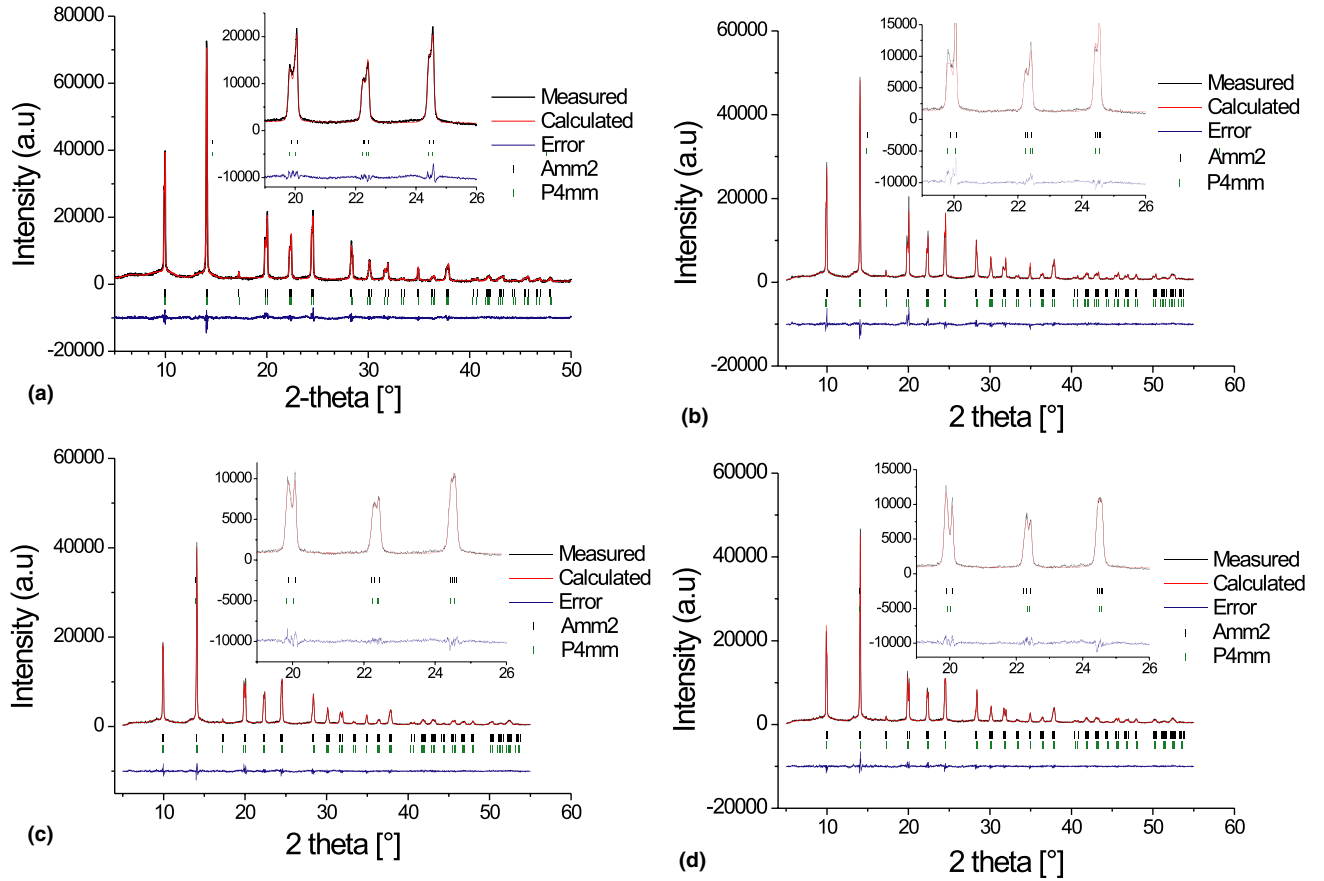 80000
60000
40000
20000
0
-20000
Intensity (a.u)
10
20
30
40
50
2-theta [°]
(a)
20000
10000
0
-10000
20
22
24
26
Measured
Calculated
Error
Amm2
P4mm
60000
40000
20000
0
-20000
Intensity (a.u)
10
20
30
40
50
60
2 theta [°]
(b)
15000
10000
5000
0
-5000
-10000
20
22
24
26
Measured
Calculated
Error
Amm2
P4mm
60000
40000
20000
0
Intensity (a.u)
10
20
30
40
50
60
2 theta [°]
(c)
10000
5000
0
-5000
-10000
20
22
24
26
Measured
Calculated
Error
Amm2
P4mm
60000
40000
20000
0
-20000
Intensity (a.u)
10
20
30
40
50
60
2 theta [°]
(d)
15000
10000
5000
0
-5000
-10000
20
22
24
26
Measured
Calculated
Error
Amm2
P4mm